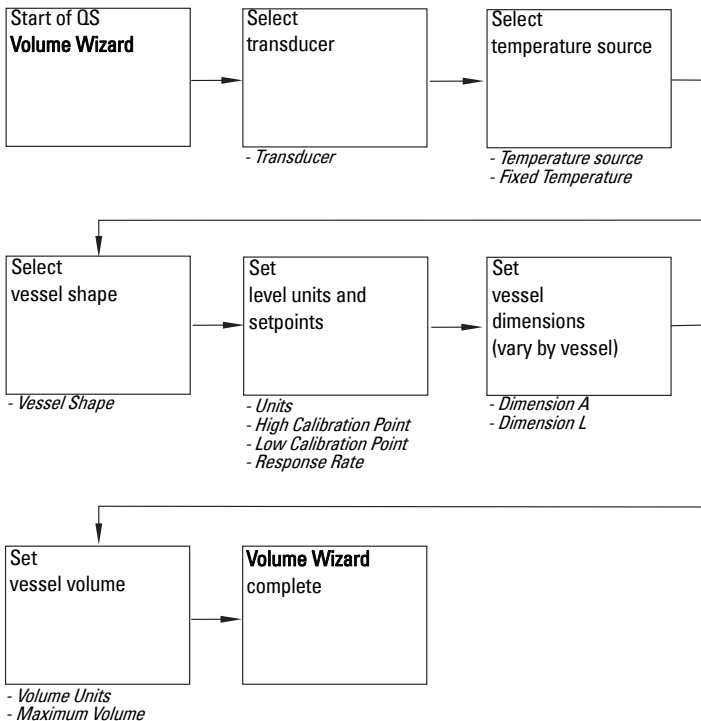 Start of QS
Volume Wizard
Select
transducer
- Transducer
Select
temperature source
- Temperature source
- Fixed Temperature
Select
vessel shape
- Vessel Shape
Set
level units and
setpoints
- Units
- High Calibration Point
- Low Calibration Point
- Response Rate
Set
vessel
dimensions
(vary by vessel)
- Dimension A
- Dimension L
Set
vessel volume
- Volume Units
- Maximum Volume
Volume Wizard
complete